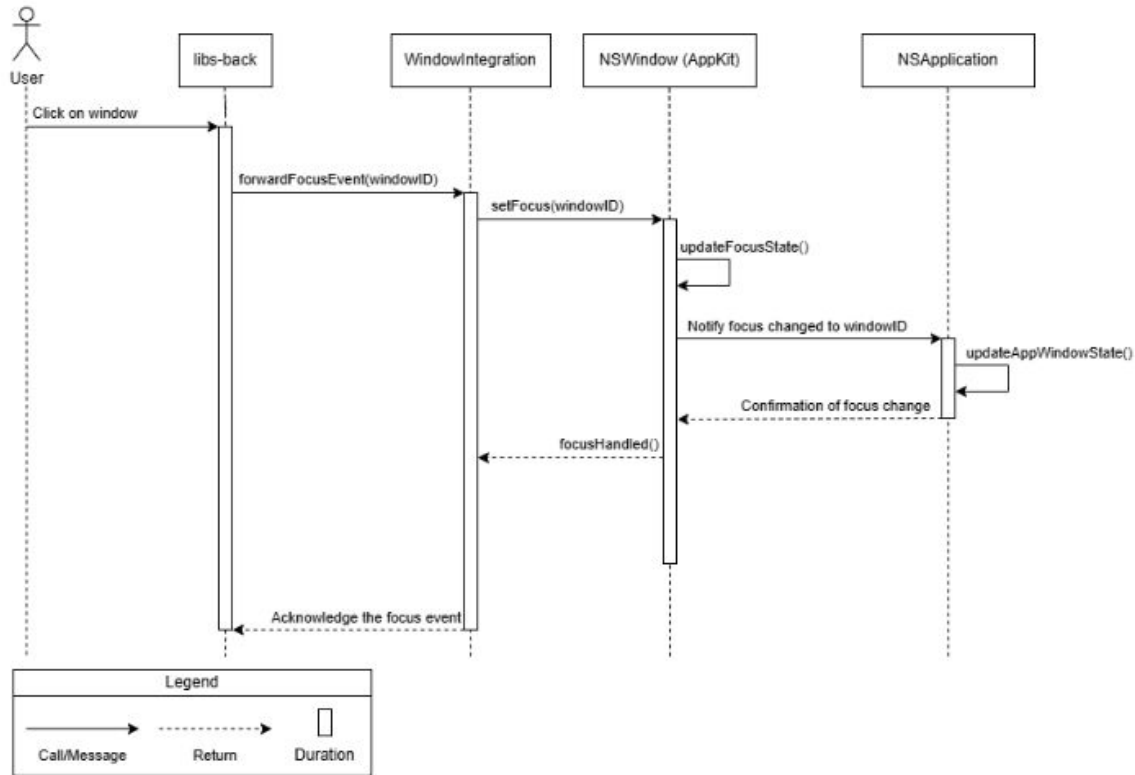 User
libs-back
WindowIntegration
NSWindow (AppKit)
NSApplication
Click on window
forwardFocusEvent(windowID)
setFocus(windowID)
updateFocusState()
Notify focus changed to windowID
updateAppWindowState()
Confirmation of focus change
focusHandled()
Acknowledge the focus event
Legend
Call/Message
Return
Duration